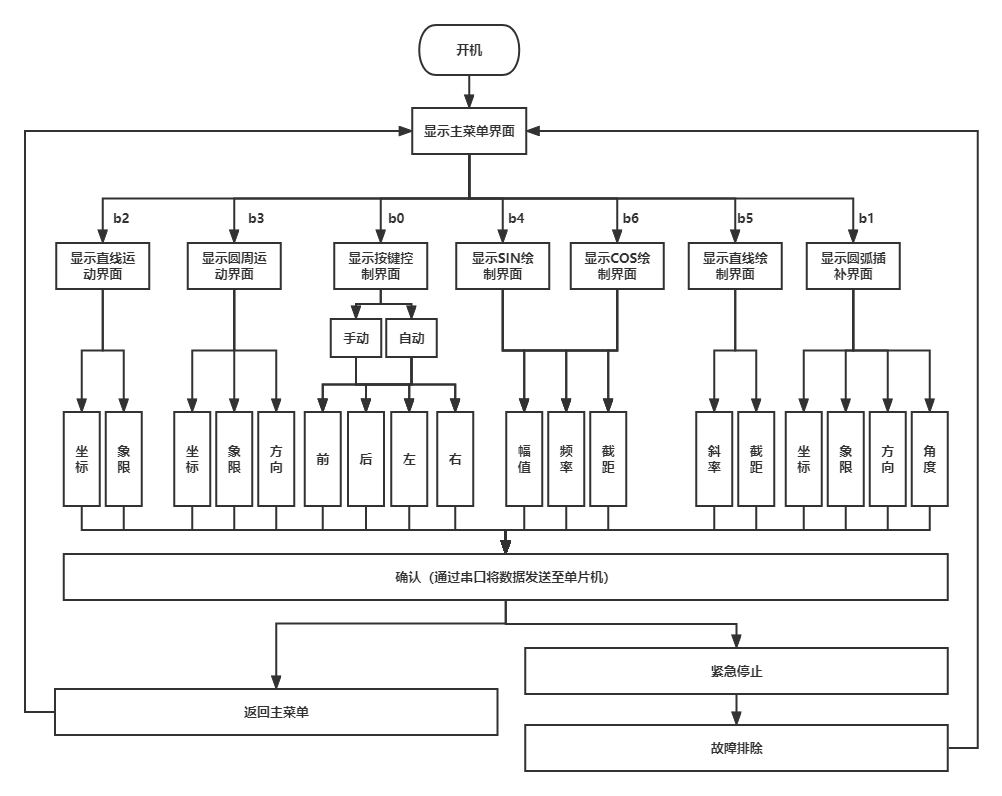 开机
显示主菜单界面
b2
b3
b0
b4
b6
b5
b1
显示直线运
动界面
显示圆周运
动界面
显示按键控
制界面
显示SIN绘
制界面
显示COS绘
制界面
显示直线绘
制界面
显示圆弧插
补界面
手动
自动
坐
标
象
限
坐
标
象
限
方
向
前
后
左
右
幅
值
频
率
截
距
斜
率
截
距
坐
标
象
限
方
向
角
度
确认（通过串口将数据发送至单片机）
紧急停止
返回主菜单
故障排除